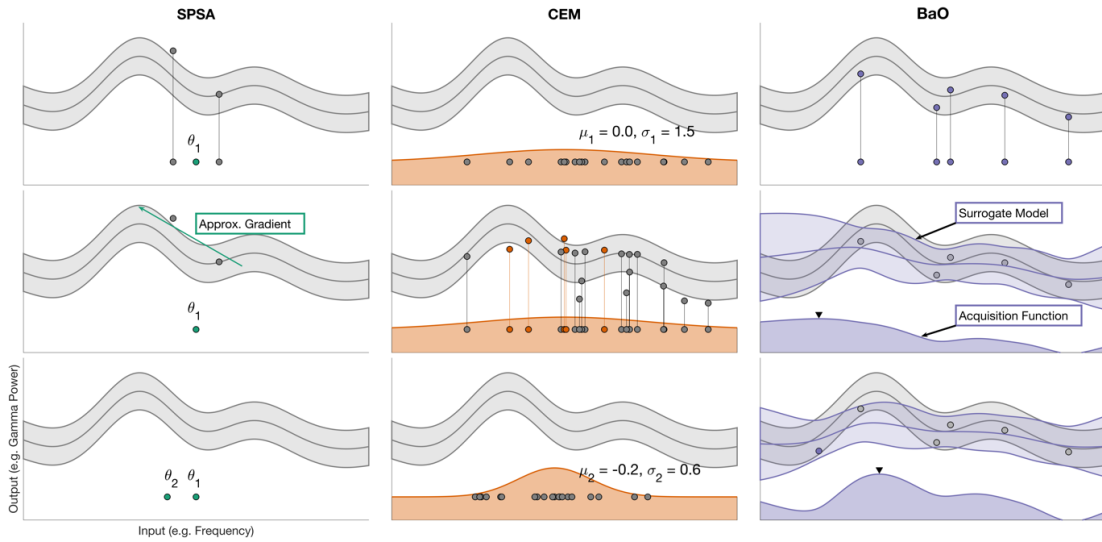 SPSA
CEM
BaO
θ1
μ1 = 0.0, σ1 = 1.5
Approx. Gradient
θ1
Surrogate Model
Acquisition Function
θ2 θ1
μ2 = -0.2, σ2 = 0.6
Output (e.g. Gamma Power)
Input (e.g. Frequency)